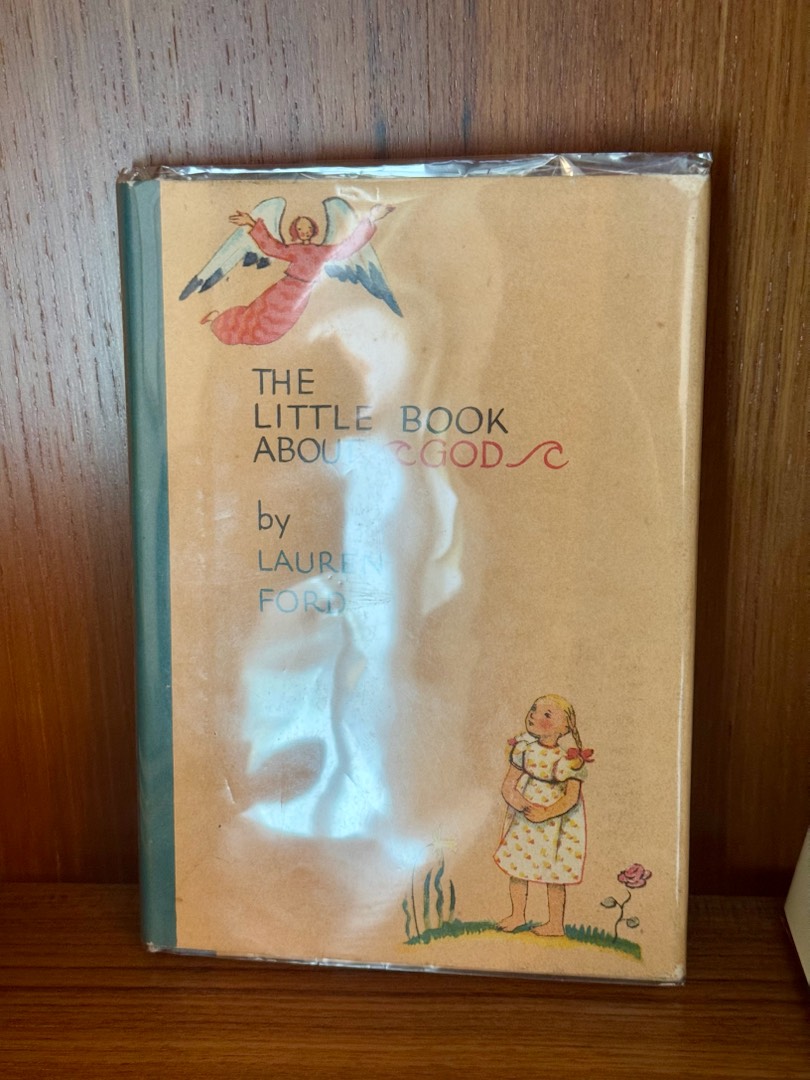 THE
LITTLE BOOK
ABOUT GOD
by
LAUREN
FORD